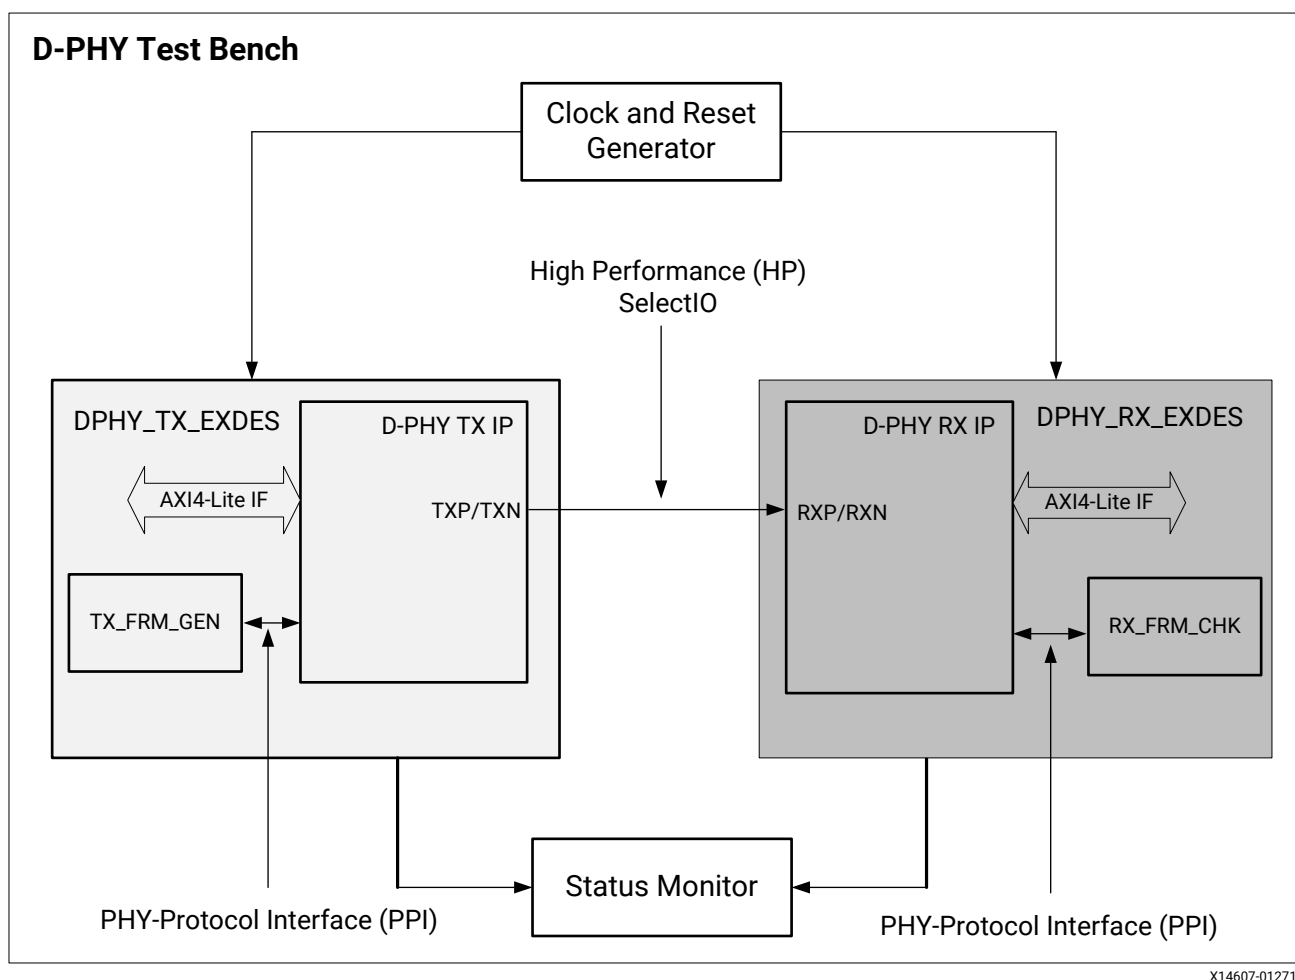 D-PHY Test Bench
Clock and Reset
Generator
High Performance (HP)
SelectIO
DPHY_TX_EXDES
D-PHY TX IP
AXI4-Lite IF
TXP/TXN
TX_FRM_GEN
D-PHY RX IP
DPHY_RX_EXDES
RXP/RXN
AXI4-Lite IF
RX_FRM_CHK
Status Monitor
PHY-Protocol Interface (PPI)
PHY-Protocol Interface (PPI)
X14607-01271